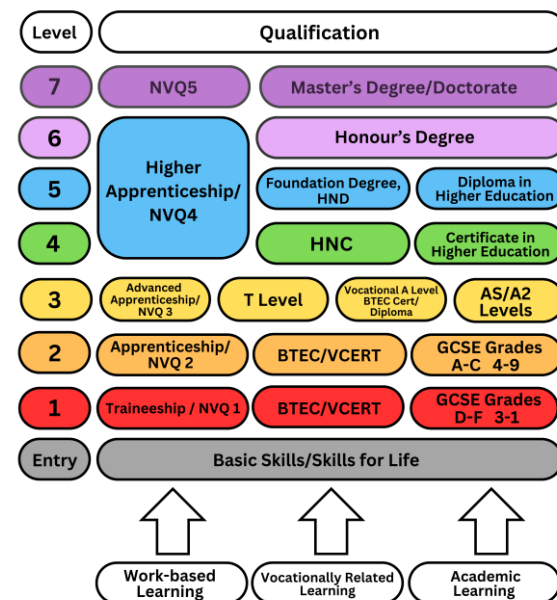 Level
Qualification
7
NVQ5
Master's Degree/Doctorate
6
Higher
Apprenticeship/
NVQ4
Honour's Degree
5
Foundation Degree,
HND
Diploma in
Higher Education
4
HNC
Certificate in
Higher Education
3
Advanced
Apprenticeship/
NVQ 3
T Level
Vocational A Level
BTEC Cert/
Diploma
AS/A2
Levels
2
Apprenticeship/
NVQ 2
BTEC/VCERT
GCSE Grades
A-C 4-9
1
Traineeship / NVQ 1
BTEC/VCERT
GCSE Grades
D-F 3-1
Entry
Basic Skills/Skills for Life
Work-based
Learning
Vocationally Related
Learning
Academic
Learning